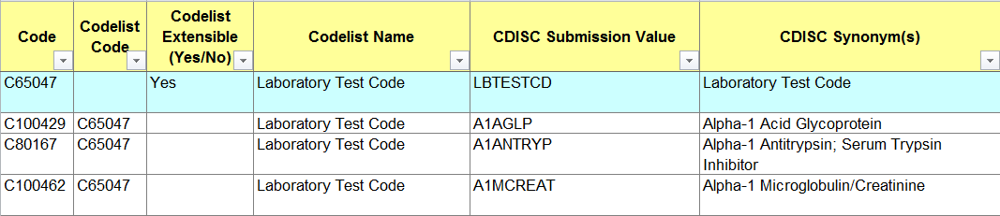 Code Codelist Code Codelist Extensible (Yes/No) Codelist Name CDISC Submission Value CDISC Synonym(s)
C65047 Yes Laboratory Test Code LBTESTCD Laboratory Test Code
C100429 C65047 Laboratory Test Code A1AGLP Alpha-1 Acid Glycoprotein
C80167 C65047 Laboratory Test Code A1ANTRYP Alpha-1 Antitrypsin; Serum Trypsin
Inhibitor
C100462 C65047 Laboratory Test Code A1MCREAT Alpha-1 Microglobulin/Creatinine